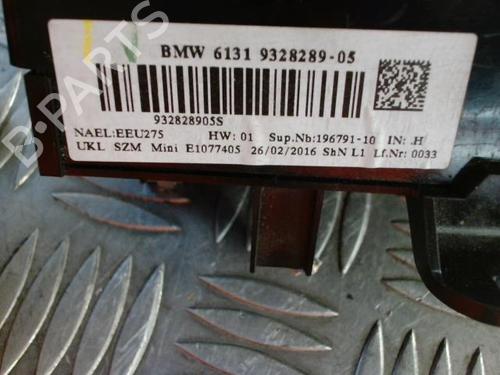 BMW 6131 9328289-05
932828905S
NAEL:EEU275 HW: 01 Sup.Nb:196791-10 IN: .H
UKL SZM Mini E1077405 26/02/2016 ShN L1 Lf.Nr: 0033
B-PARTS